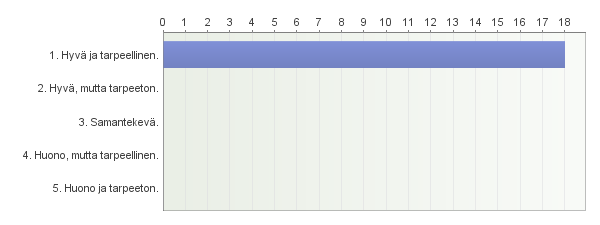 0 1 2 3 4 5 6 7 8 9 10 11 12 13 14 15 16 17 18
1. Hyvä ja tarpeellinen.
2. Hyvä, mutta tarpeeton.
3. Samantekevä.
4. Huono, mutta tarpeellinen.
5. Huono ja tarpeeton.